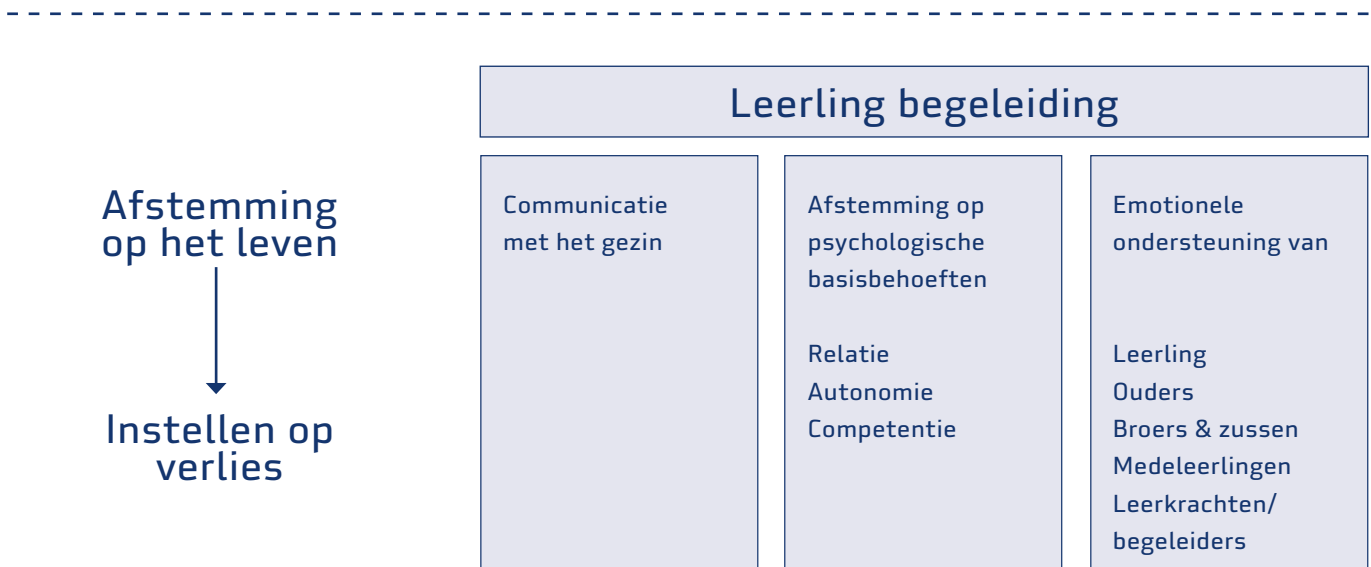 Leerling begeleiding
Afstemming
op het leven
Instellen op
verlies
Communicatie
met het gezin
Afstemming op
psychologische
basisbehoeften
Relatie
Autonomie
Competentie
Emotionele
ondersteuning van
Leerling
Ouders
Broers & zussen
Medeleerlingen
Leerkrachten/
begeleiders